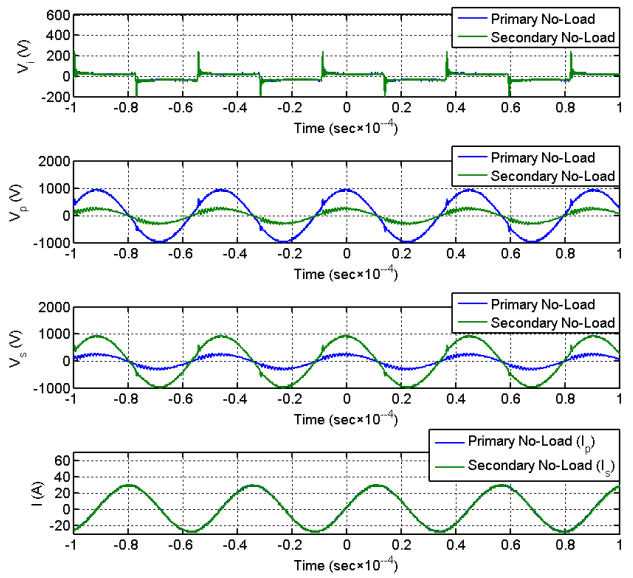 600
400
200
0
-200
V_i (V)
Primary No-Load
Secondary No-Load
-1 -0.8 -0.6 -0.4 -0.2 0 0.2 0.4 0.6 0.8 1
Time (sec×10⁻⁴)
2000
1000
0
-1000
V_p (V)
Primary No-Load
Secondary No-Load
-1 -0.8 -0.6 -0.4 -0.2 0 0.2 0.4 0.6 0.8 1
Time (sec×10⁻⁴)
2000
1000
0
-1000
V_s (V)
Primary No-Load
Secondary No-Load
-1 -0.8 -0.6 -0.4 -0.2 0 0.2 0.4 0.6 0.8 1
Time (sec×10⁻⁴)
60
40
20
0
-20
I (A)
Primary No-Load (I_p)
Secondary No-Load (I_s)
-1 -0.8 -0.6 -0.4 -0.2 0 0.2 0.4 0.6 0.8 1
Time (sec×10⁻⁴)